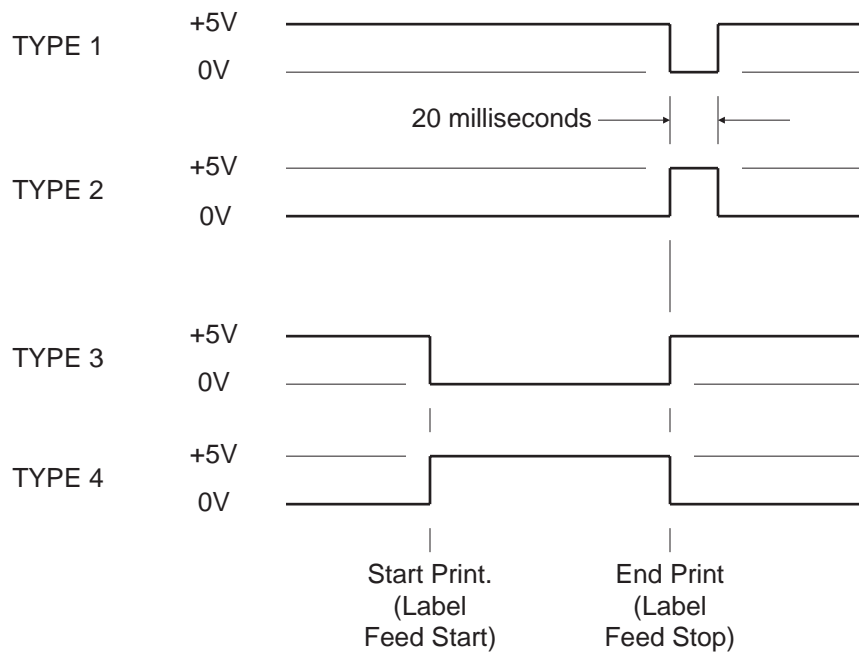 +5V
TYPE 1
0V
20 milliseconds
+5V
TYPE 2
0V
+5V
TYPE 3
0V
+5V
TYPE 4
0V
Start Print.
(Label
Feed Start)
End Print
(Label
Feed Stop)